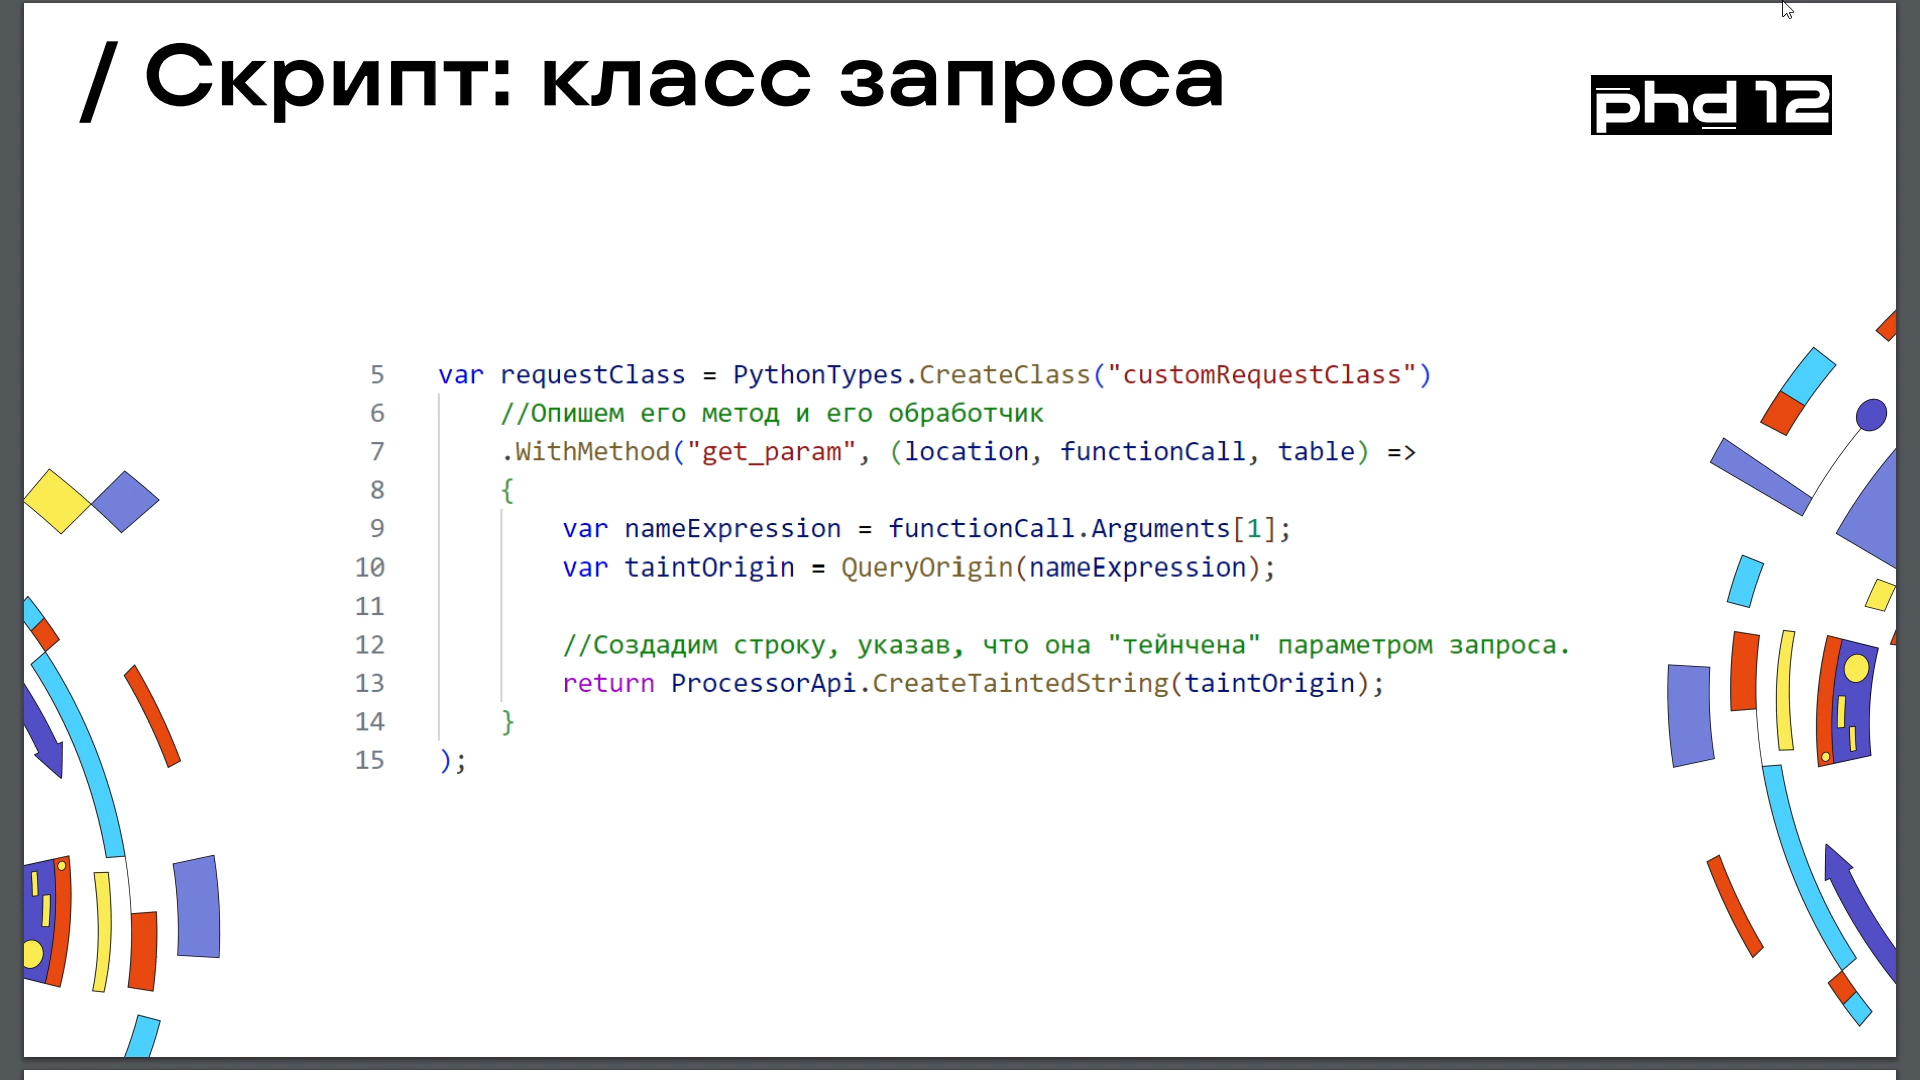 / Скрипт: класс запроса
phd 12
5 var requestClass = PythonTypes.CreateClass("customRequestClass")
6 //Опишем его метод и его обработчик
7 .WithMethod("get_param", (location, functionCall, table) =>
8 {
9 var nameExpression = functionCall.Arguments[1];
10 var taintOrigin = QueryOrigin(nameExpression);
11
12 //Создадим строку, указав, что она "тейнчена" параметром запроса.
13 return ProcessorApi.CreateTaintedString(taintOrigin);
14 }
15 );